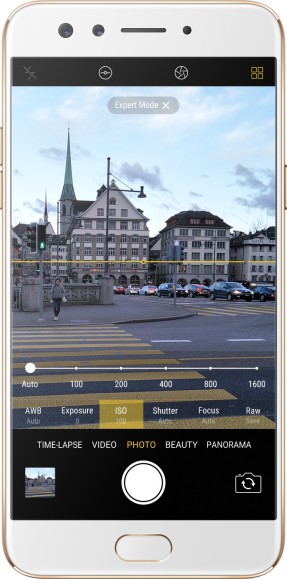 Expert Mode ✕
Auto 100 200 400 800 1600
AWB Exposure ISO Shutter Focus Raw
Auto 0 100 Auto Auto Save
TIME-LAPSE VIDEO PHOTO BEAUTY PANORAMA